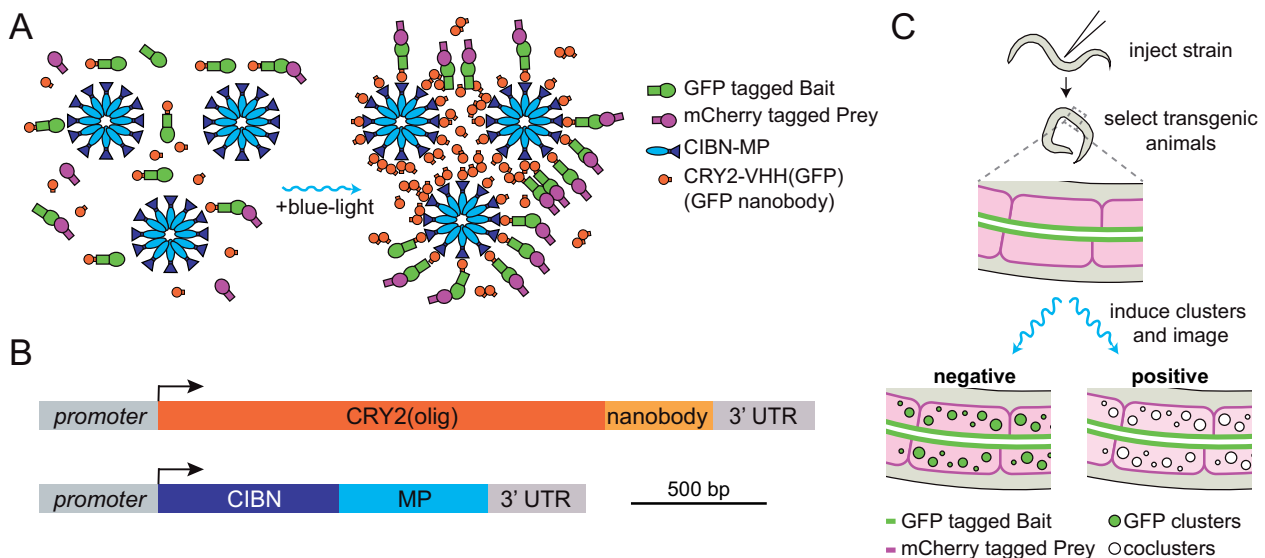 A
GFP tagged Bait
mCherry tagged Prey
CIBN-MP
CRY2-VHH(GFP)
(GFP nanobody)
+blue-light
B
promoter
CRY2(olig)
nanobody
3’ UTR
promoter
CIBN
MP
3’ UTR
500 bp
C
inject strain
select transgenic
animals
induce clusters
and image
negative
positive
GFP tagged Bait
GFP clusters
mCherry tagged Prey
coclusters